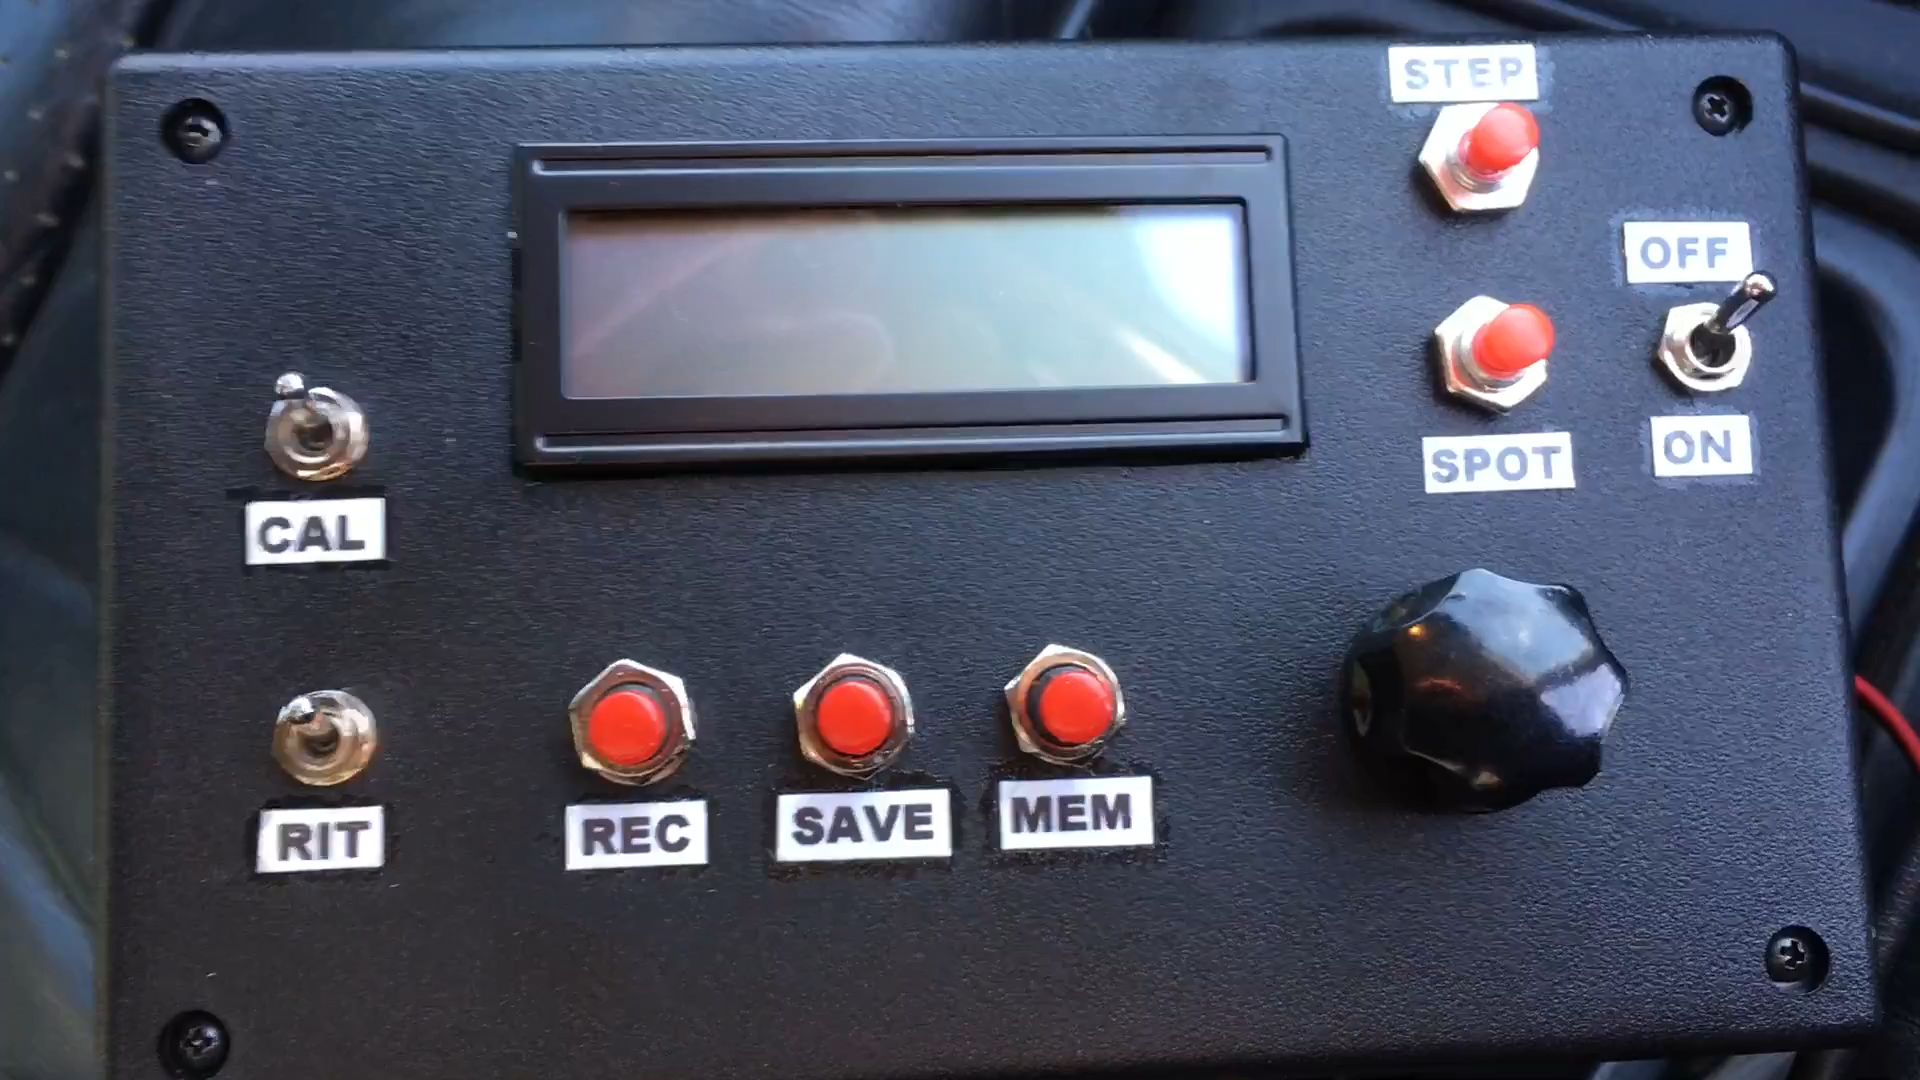 STEP
OFF
SPOT
ON
CAL
RIT
REC
SAVE
MEM